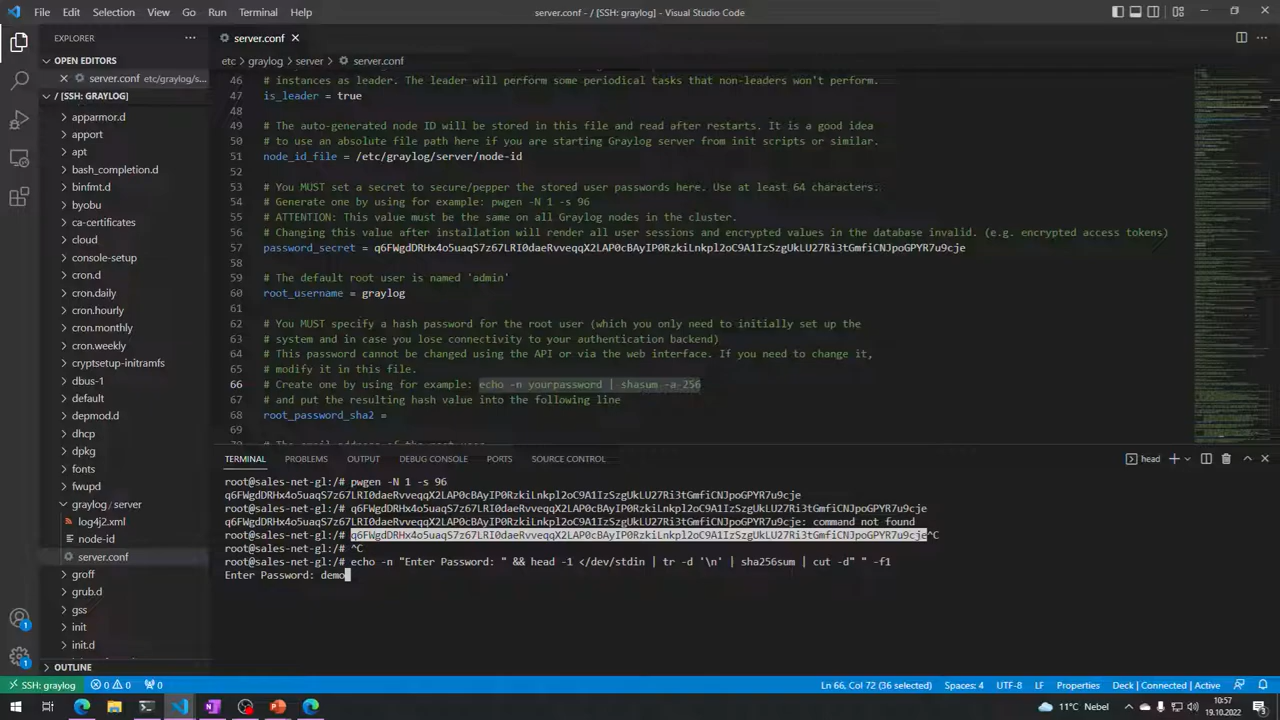 File Edit Selection View Go Run Terminal Help
server.conf - / [SSH: graylog] - Visual Studio Code
EXPLORER
server.conf
OPEN EDITORS
server.conf etc/graylog/s...
/ [SSH: GRAYLOG]
apparmor.d
apport
apt
bash_completion.d
binfmt.d
byobu
ca-certificates
cloud
console-setup
cron.d
cron.daily
cron.hourly
cron.monthly
cron.weekly
cryptsetup-initramfs
dbus-1
default
depmod.d
dhcp
dpkg
fonts
fwupd
graylog / server
log4j2.xml
node-id
server.conf
groff
grub.d
gss
init
init.d
OUTLINE
etc > graylog > server > server.conf
46 # instances as leader. The leader will perform some periodical tasks that non-leaders won't perform.
47 is_leader = true
48
49 # The auto-generated node ID will be stored in this file and read after restarts. It is a good idea
50 # to use an absolute file path here if you are starting Graylog server from init scripts or similar.
51 node_id_file = /etc/graylog/server/node-id
52
53 # You MUST set a secret to secure/pepper the stored user passwords here. Use at least 64 characters.
54 # Generate one by using for example: pwgen -N 1 -s 96
55 # ATTENTION: This value must be the same on all Graylog nodes in the cluster.
56 # Changing this value after installation will render all user sessions and encrypted values in the database invalid. (e.g. encrypted access tokens)
57 password_secret = q6FWgdDRHx4o5uaqS7z67LRI0daeRvveqqX2LAP0cBAyIP0RzkiLnkpl2oC9A1IzSzgUkLU27Ri3tGmfiCNJpoGPYR7u9cje
58
59 # The default root user is named 'admin'
60 root_username = graylog
61
62 # You MUST specify a hash password for the root user (which you only need to initially set up the
63 # system and in case you lose connectivity to your authentication backend)
64 # This password cannot be changed using the API or via the web interface. If you need to change it,
65 # modify it in this file.
66 # Create one by using for example: echo -n yourpassword | shasum -a 256
67 # and put the resulting hash value into the following line
68 root_password_sha2 =
69
# The email address of the root user.
TERMINAL PROBLEMS OUTPUT DEBUG CONSOLE PORTS SOURCE CONTROL
head
root@sales-net-gl:/# pwgen -N 1 -s 96
q6FWgdDRHx4o5uaqS7z67LRI0daeRvveqqX2LAP0cBAyIP0RzkiLnkpl2oC9A1IzSzgUkLU27Ri3tGmfiCNJpoGPYR7u9cje
root@sales-net-gl:/# q6FWgdDRHx4o5uaqS7z67LRI0daeRvveqqX2LAP0cBAyIP0RzkiLnkpl2oC9A1IzSzgUkLU27Ri3tGmfiCNJpoGPYR7u9cje
q6FWgdDRHx4o5uaqS7z67LRI0daeRvveqqX2LAP0cBAyIP0RzkiLnkpl2oC9A1IzSzgUkLU27Ri3tGmfiCNJpoGPYR7u9cje: command not found
root@sales-net-gl:/# q6FWgdDRHx4o5uaqS7z67LRI0daeRvveqqX2LAP0cBAyIP0RzkiLnkpl2oC9A1IzSzgUkLU27Ri3tGmfiCNJpoGPYR7u9cje^C
root@sales-net-gl:/# ^C
root@sales-net-gl:/# echo -n "Enter Password: " && head -1 </dev/stdin | tr -d '\n' | sha256sum | cut -d" " -f1
Enter Password: demo
SSH: graylog 0 0 0 Ln 66, Col 72 (36 selected) Spaces: 4 UTF-8 LF Properties Deck | Connected | Active
11°C Nebel
10:57
19.10.2022